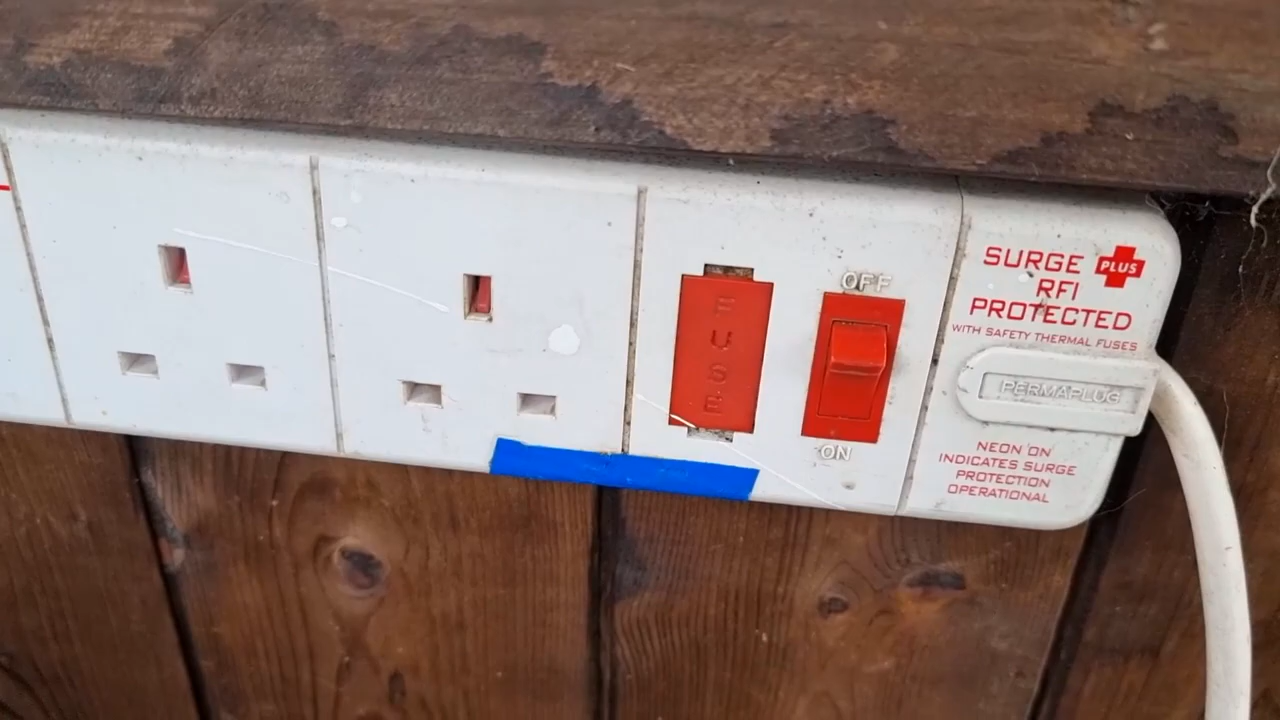 FUSE
OFF
ON
SURGE PLUS
RFI
PROTECTED
WITH SAFETY THERMAL FUSES
PERMAPLUG
NEON ON
INDICATES SURGE
PROTECTION
OPERATIONAL